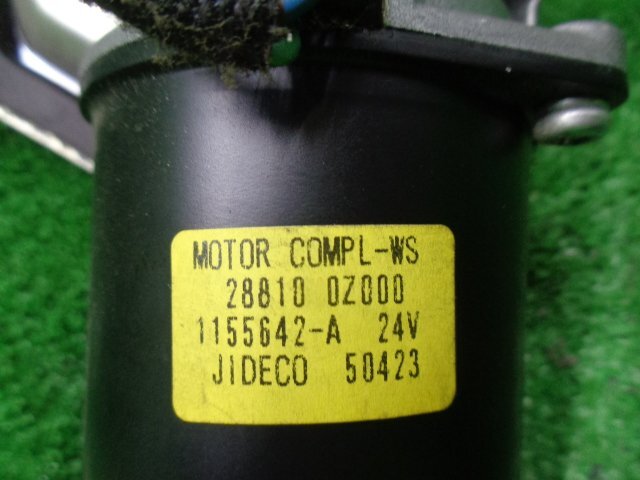 MOTOR COMPL-WS
28810 0Z000
1155642-A 24V
JIDECO 50423